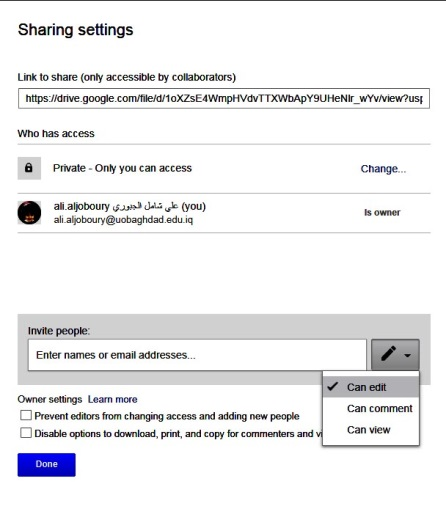 Sharing settings
Link to share (only accessible by collaborators)
https://drive.google.com/file/d/1oXZsE4WmpHVdvTTXWbApY9UHeNlr_wYv/view?usp
Who has access
Private - Only you can access Change...
ali.aljoboury علي شامل الجبوري (you) Is owner
ali.aljoboury@uobaghdad.edu.iq
Invite people:
Enter names or email addresses...
Can edit
Owner settings Learn more
Can comment
Prevent editors from changing access and adding new people
Can view
Disable options to download, print, and copy for commenters and vi
Done